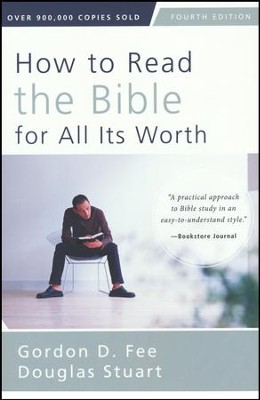 OVER 900,000 COPIES SOLD
FOURTH EDITION
How to Read
the Bible
for All Its Worth
"A practical approach
to Bible study in an
easy-to-understand style."
—Bookstore Journal
Gordon D. Fee
Douglas Stuart